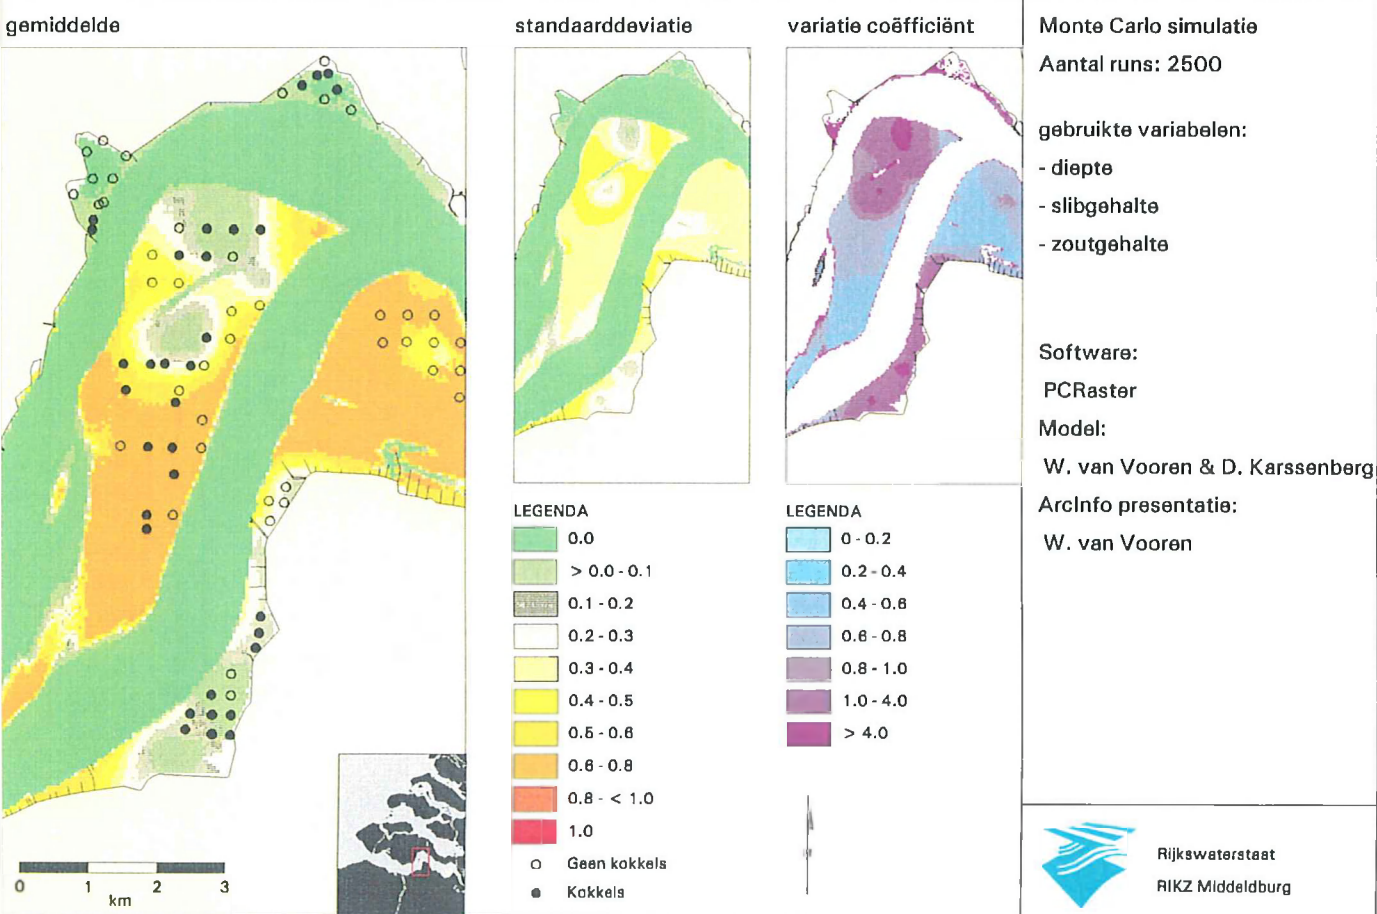 gemiddelde
standaarddeviatie
variatie coëfficiënt
Monte Carlo simulatie
Aantal runs: 2500
gebruikte variabelen:
- diepte
- slibgehalte
- zoutgehalte
Software:
PCRaster
Model:
W. van Vooren & D. Karssenberg
ArcInfo presentatie:
W. van Vooren
LEGENDA
0.0
> 0.0 - 0.1
0.1 - 0.2
0.2 - 0.3
0.3 - 0.4
0.4 - 0.5
0.5 - 0.6
0.6 - 0.8
0.8 - < 1.0
1.0
Geen kokkels
Kokkels
LEGENDA
0 - 0.2
0.2 - 0.4
0.4 - 0.6
0.6 - 0.8
0.8 - 1.0
1.0 - 4.0
> 4.0
0 1 2 3
km
Rijkswaterstaat
RIKZ Middelburg